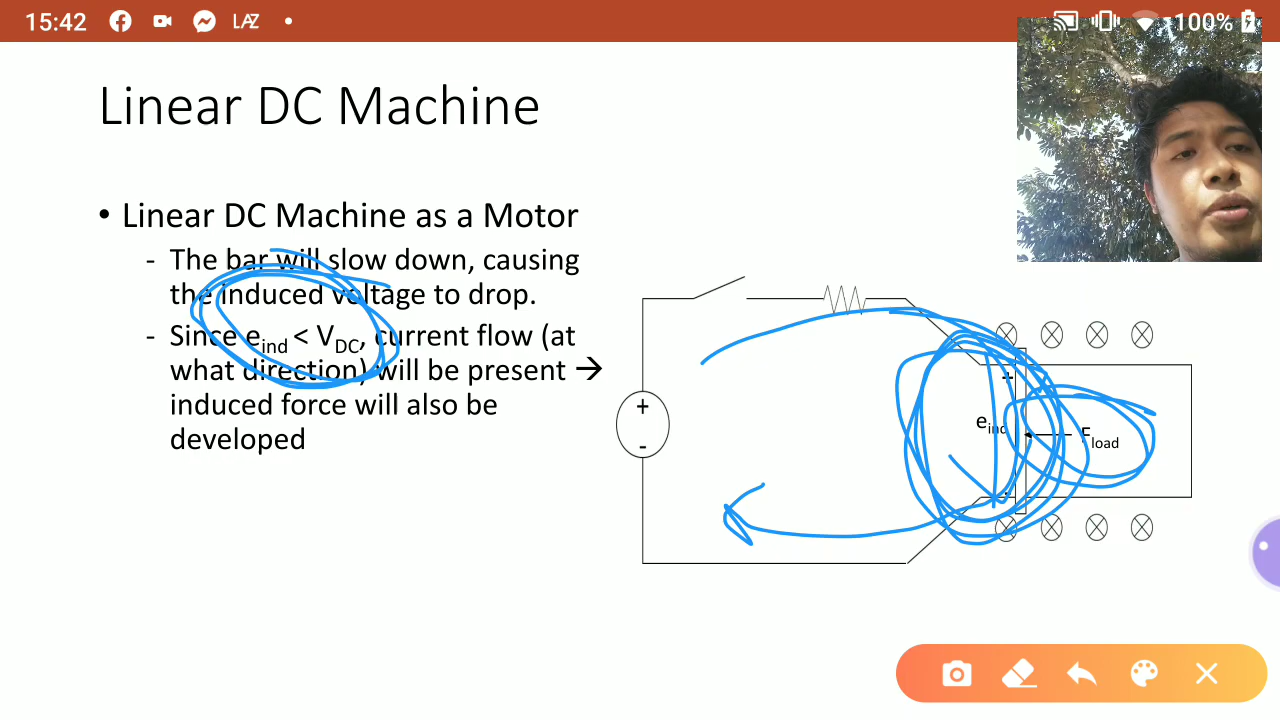 15:42 LAZ 100%
Linear DC Machine
• Linear DC Machine as a Motor
- The bar will slow down, causing
the induced voltage to drop.
- Since eind < VDC, current flow (at
what direction) will be present →
induced force will also be
developed
+
-
+
eind
Fload
-